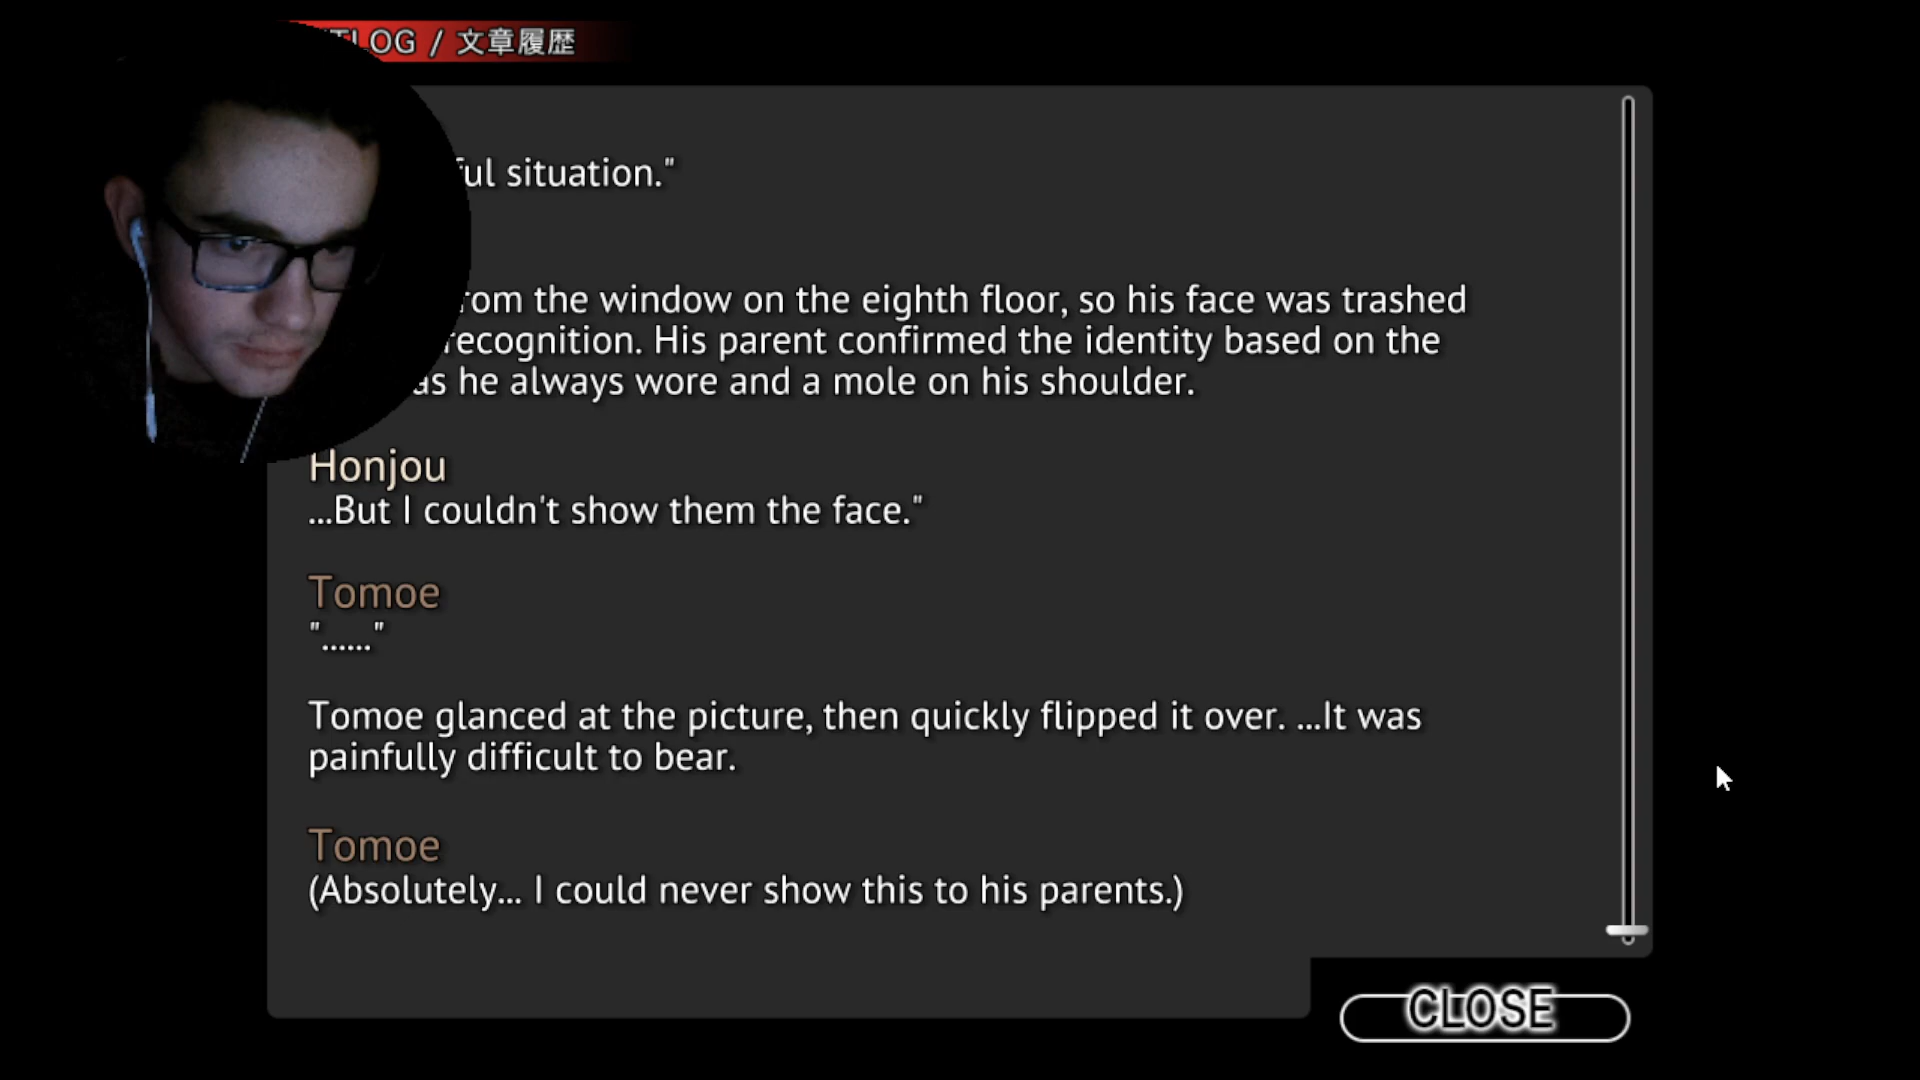 LOG / 文章履歴
situation."
the window on the eighth floor, so his face was trashed
recognition. His parent confirmed the identity based on the
as he always wore and a mole on his shoulder.
Honjou
...But I couldn't show them the face."
Tomoe
"......"
Tomoe glanced at the picture, then quickly flipped it over. ...It was
painfully difficult to bear.
Tomoe
(Absolutely... I could never show this to his parents.)
CLOSE